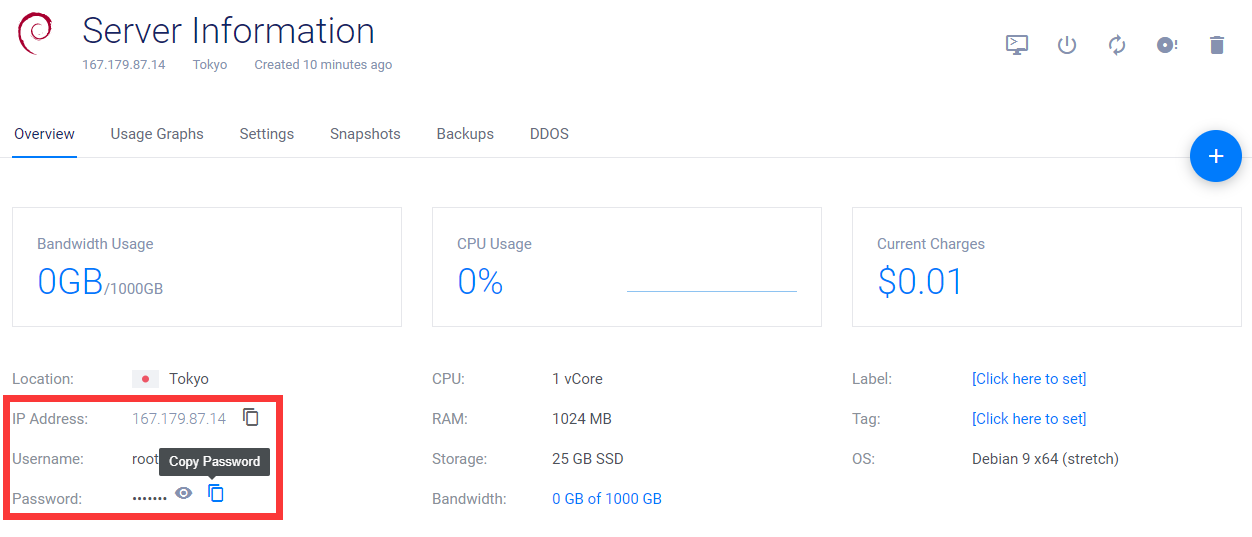 Server Information
167.179.87.14 Tokyo Created 10 minutes ago
Overview Usage Graphs Settings Snapshots Backups DDOS
+
Bandwidth Usage
0GB/1000GB
CPU Usage
0%
Current Charges
$0.01
Location: Tokyo
IP Address: 167.179.87.14
Username: root
Copy Password
Password: •••••••
CPU: 1 vCore
RAM: 1024 MB
Storage: 25 GB SSD
Bandwidth: 0 GB of 1000 GB
Label: [Click here to set]
Tag: [Click here to set]
OS: Debian 9 x64 (stretch)